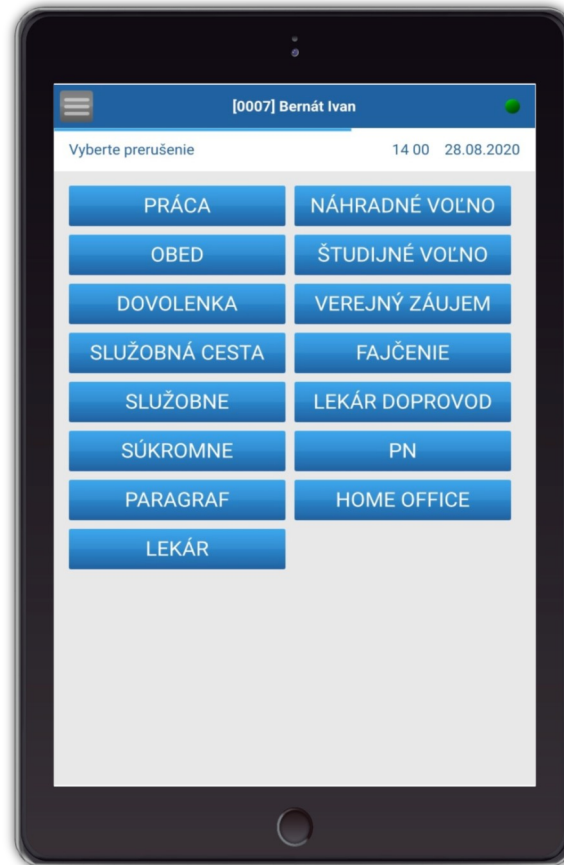 [0007] Bernát Ivan
Vyberte prerušenie 14 00 28.08.2020
PRÁCA NÁHRADNÉ VOĽNO
OBED ŠTUDIJNÉ VOĽNO
DOVOLENKA VEREJNÝ ZÁUJEM
SLUŽOBNÁ CESTA FAJČENIE
SLUŽOBNE LEKÁR DOPROVOD
SÚKROMNE PN
PARAGRAF HOME OFFICE
LEKÁR